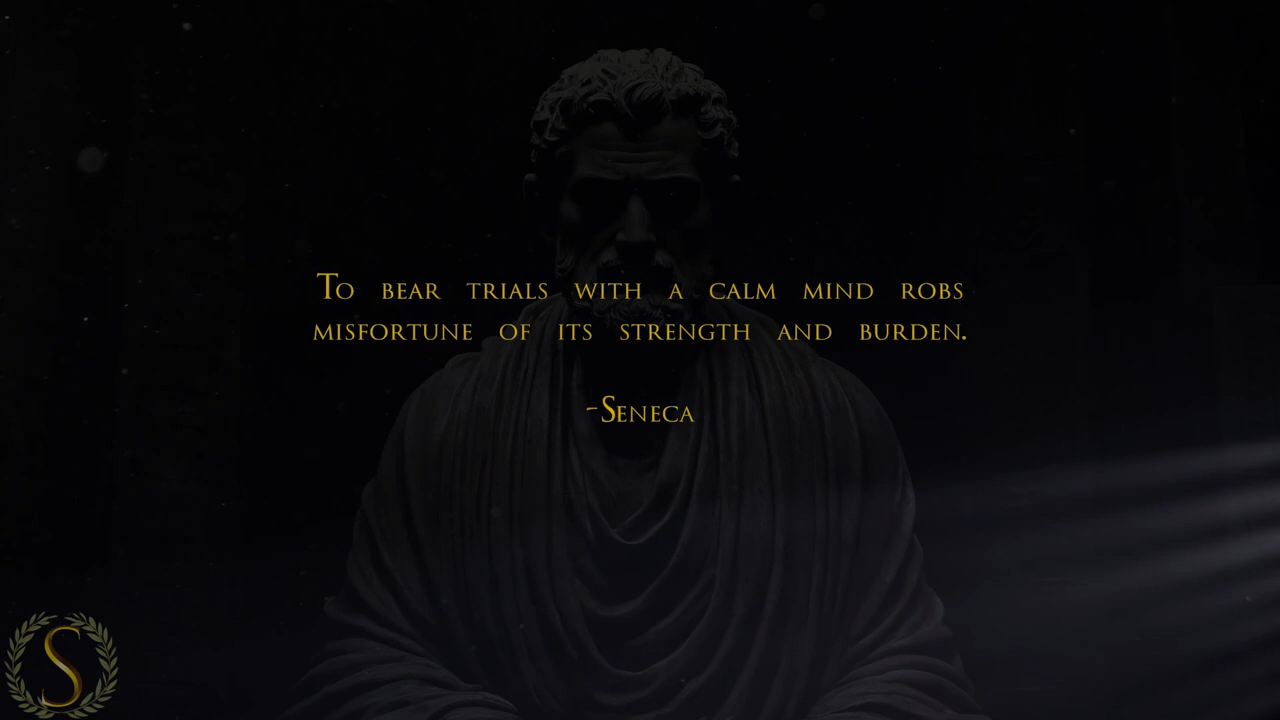 To bear trials with a calm mind robs
misfortune of its strength and burden.
-Seneca
S